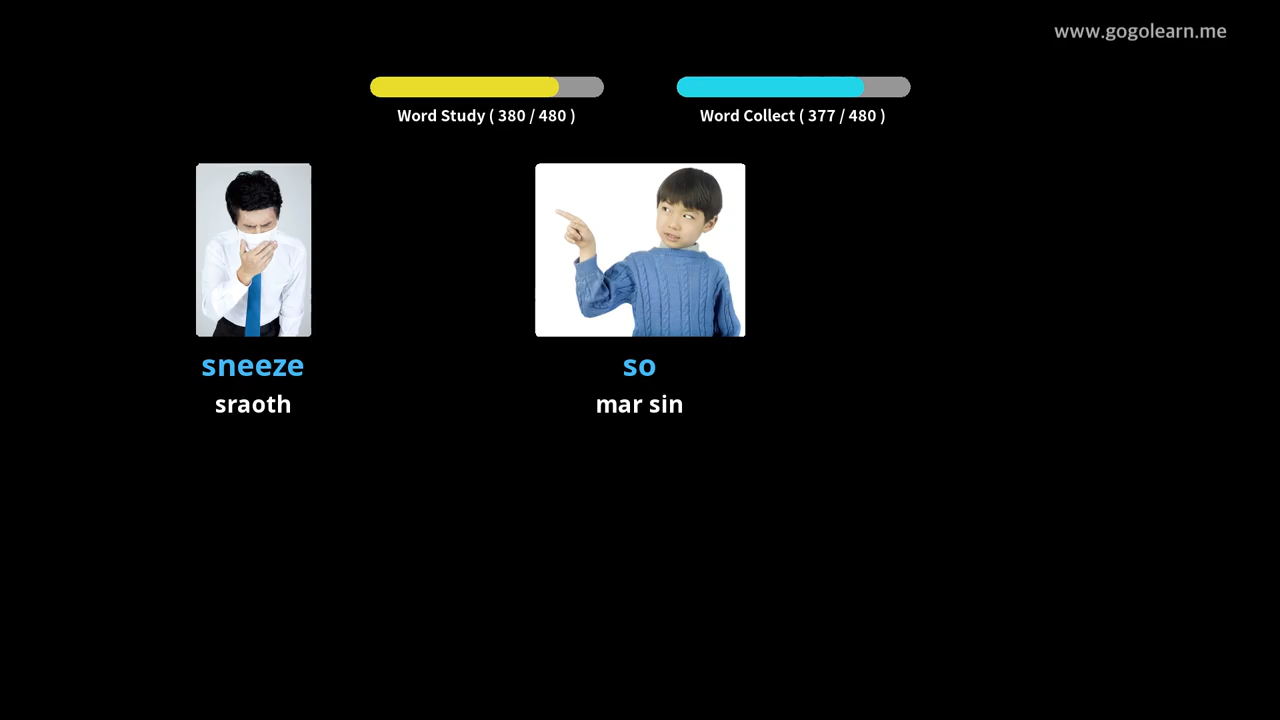 www.gogolearn.me
Word Study ( 380 / 480 )
Word Collect ( 377 / 480 )
sneeze
sraoth
so
mar sin